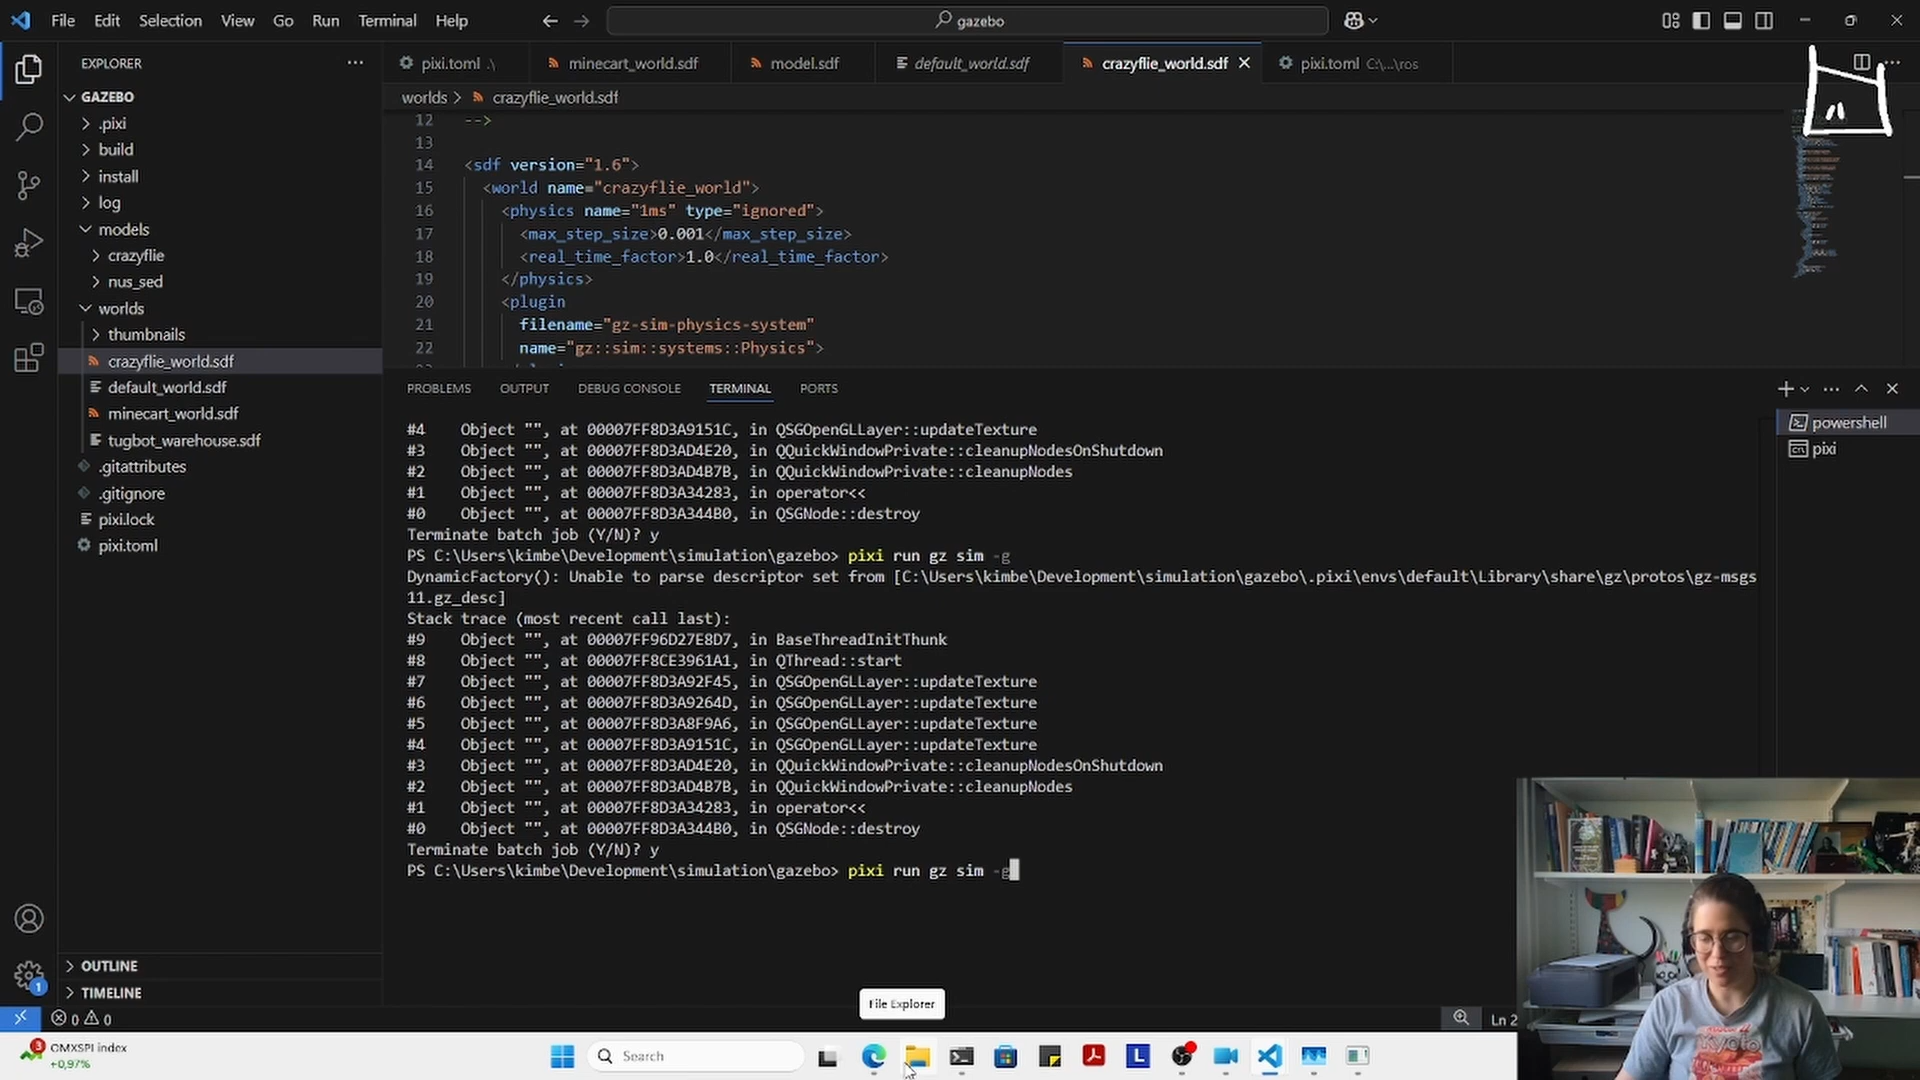 File Edit Selection View Go Run Terminal Help
gazebo
EXPLORER
GAZEBO
.pixi
build
install
log
models
crazyflie
nus_sed
worlds
thumbnails
crazyflie_world.sdf
default_world.sdf
minecart_world.sdf
tugbot_warehouse.sdf
.gitattributes
.gitignore
pixi.lock
pixi.toml
OUTLINE
TIMELINE
pixi.toml .\ minecart_world.sdf model.sdf default_world.sdf crazyflie_world.sdf pixi.toml C:\...\ros
worlds > crazyflie_world.sdf
12 -->
13
14 <sdf version="1.6">
15 <world name="crazyflie_world">
16 <physics name="1ms" type="ignored">
17 <max_step_size>0.001</max_step_size>
18 <real_time_factor>1.0</real_time_factor>
19 </physics>
20 <plugin
21 filename="gz-sim-physics-system"
22 name="gz::sim::systems::Physics">
PROBLEMS OUTPUT DEBUG CONSOLE TERMINAL PORTS
powershell
pixi
#4 Object "", at 00007FF8D3A9151C, in QSGOpenGLLayer::updateTexture
#3 Object "", at 00007FF8D3AD4E20, in QQuickWindowPrivate::cleanupNodesOnShutdown
#2 Object "", at 00007FF8D3AD4B7B, in QQuickWindowPrivate::cleanupNodes
#1 Object "", at 00007FF8D3A34283, in operator<<
#0 Object "", at 00007FF8D3A344B0, in QSGNode::destroy
Terminate batch job (Y/N)? y
PS C:\Users\kimbe\Development\simulation\gazebo> pixi run gz sim -g
DynamicFactory(): Unable to parse descriptor set from [C:\Users\kimbe\Development\simulation\gazebo\.pixi\envs\default\Library\share\gz\protos\gz-msgs
11.gz_desc]
Stack trace (most recent call last):
#9 Object "", at 00007FF96D27E8D7, in BaseThreadInitThunk
#8 Object "", at 00007FF8CE3961A1, in QThread::start
#7 Object "", at 00007FF8D3A92F45, in QSGOpenGLLayer::updateTexture
#6 Object "", at 00007FF8D3A9264D, in QSGOpenGLLayer::updateTexture
#5 Object "", at 00007FF8D3A8F9A6, in QSGOpenGLLayer::updateTexture
#4 Object "", at 00007FF8D3A9151C, in QSGOpenGLLayer::updateTexture
#3 Object "", at 00007FF8D3AD4E20, in QQuickWindowPrivate::cleanupNodesOnShutdown
#2 Object "", at 00007FF8D3AD4B7B, in QQuickWindowPrivate::cleanupNodes
#1 Object "", at 00007FF8D3A34283, in operator<<
#0 Object "", at 00007FF8D3A344B0, in QSGNode::destroy
Terminate batch job (Y/N)? y
PS C:\Users\kimbe\Development\simulation\gazebo> pixi run gz sim -g
File Explorer
1
0 0
Ln 2
3
OMXSPI index
+0,97%
Search
L
KYOTO